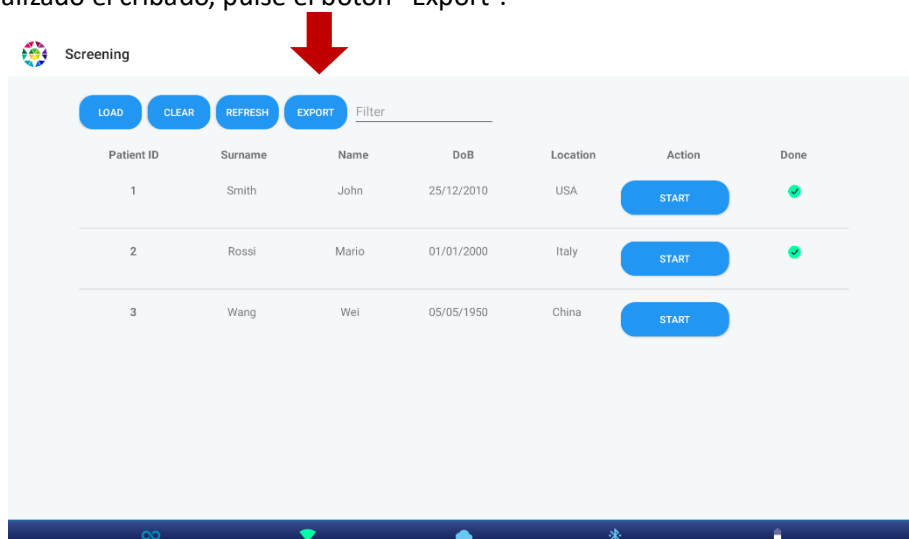 el cribado, pulse el botón "Export".
Screening
LOAD CLEAR REFRESH EXPORT Filter
Patient ID Surname Name DoB Location Action Done
1 Smith John 25/12/2010 USA START
2 Rossi Mario 01/01/2000 Italy START
3 Wang Wei 05/05/1950 China START